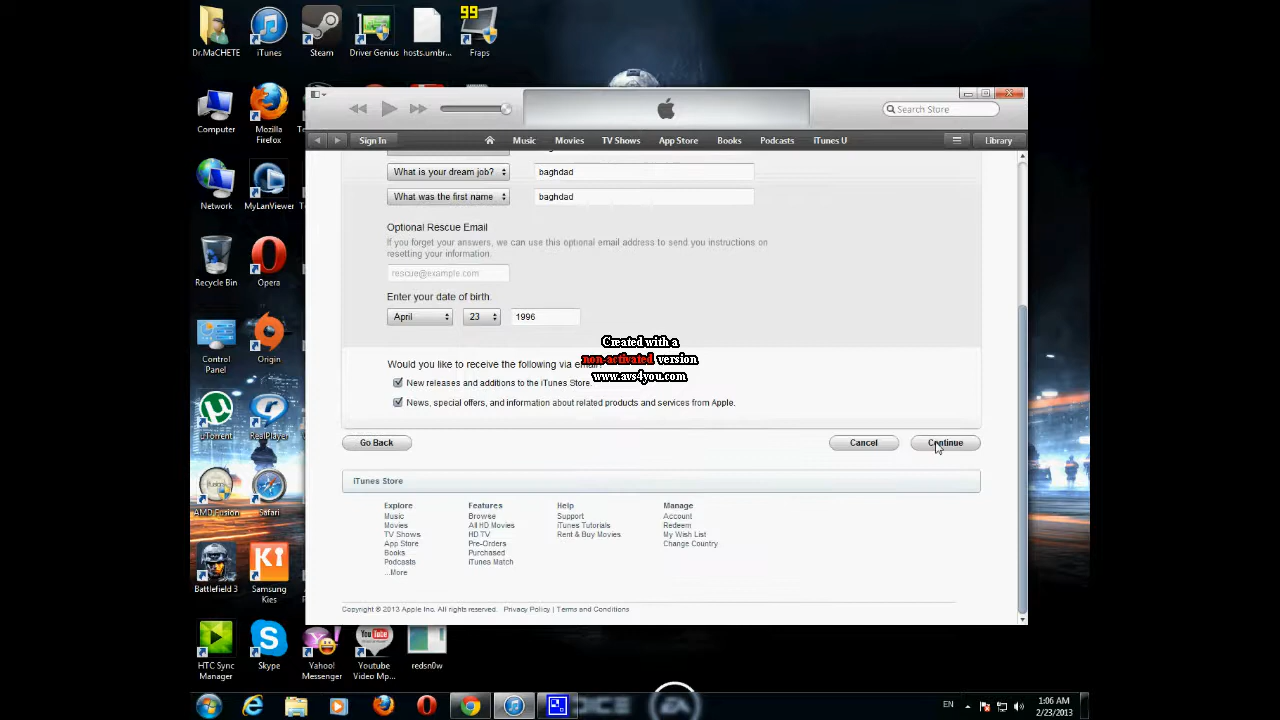 99
Dr.MaCHETE
iTunes
Steam
Driver Genius
hosts.umbr...
Fraps
Search Store
Sign In
Music
Movies
TV Shows
App Store
Books
Podcasts
iTunes U
Library
Computer
Mozilla
Firefox
What is your dream job?
baghdad
What was the first name
baghdad
Network
MyLanViewer
Optional Rescue Email
If you forget your answers, we can use this optional email address to send you instructions on
resetting your information.
rescue@example.com
Recycle Bin
Opera
Enter your date of birth.
April
23
1996
Control
Panel
Origin
Created with a
non-activated version
www.avs4you.com
Would you like to receive the following via email?
New releases and additions to the iTunes Store.
News, special offers, and information about related products and services from Apple.
uTorrent
RealPlayer
Go Back
Cancel
Continue
iTunes Store
AMD Fusion
Safari
Explore
Music
Movies
TV Shows
App Store
Books
Podcasts
...More
Features
Browse
All HD Movies
HD TV
Pre-Orders
Purchased
iTunes Match
Help
Support
iTunes Tutorials
Rent & Buy Movies
Manage
Account
Redeem
My Wish List
Change Country
Battlefield 3
Samsung
Kies
Copyright © 2013 Apple Inc. All rights reserved. Privacy Policy | Terms and Conditions
HTC Sync
Manager
Skype
Yahoo!
Messenger
Youtube
Video Mp...
redsn0w
DICE
EA
EN
1:06 AM
2/23/2013